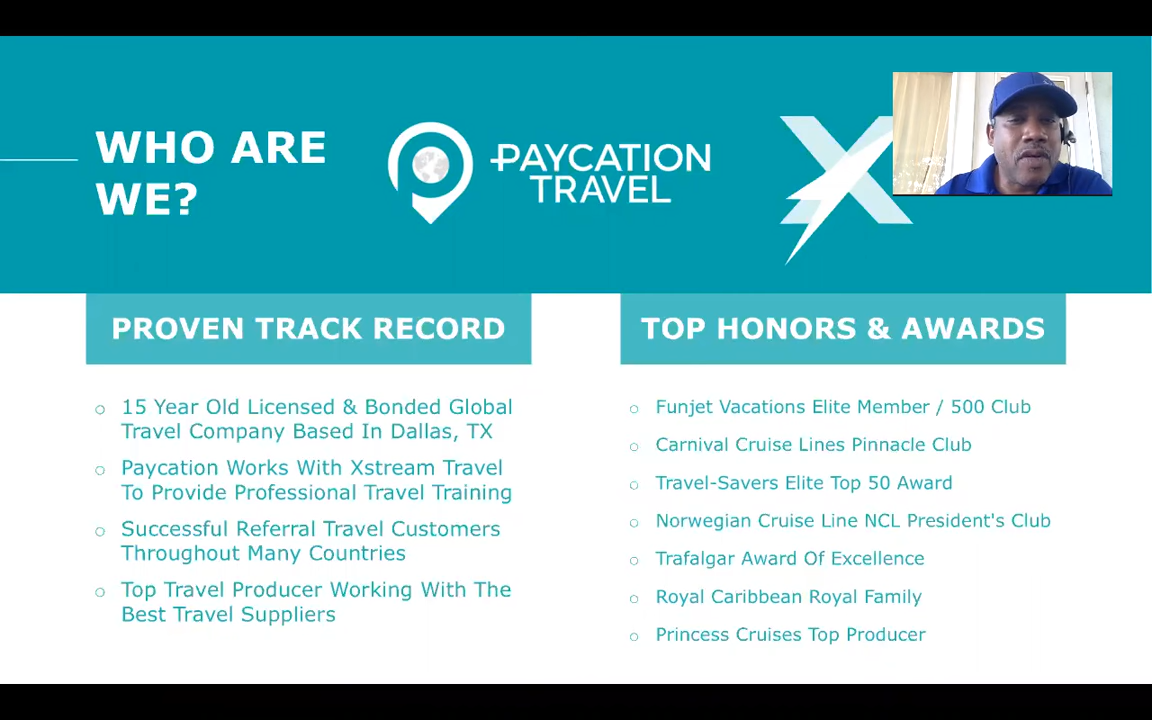 WHO ARE
WE?
PAYCATION
TRAVEL
X
PROVEN TRACK RECORD
15 Year Old Licensed & Bonded Global
Travel Company Based In Dallas, TX
Paycation Works With Xstream Travel
To Provide Professional Travel Training
Successful Referral Travel Customers
Throughout Many Countries
Top Travel Producer Working With The
Best Travel Suppliers
TOP HONORS & AWARDS
Funjet Vacations Elite Member / 500 Club
Carnival Cruise Lines Pinnacle Club
Travel-Savers Elite Top 50 Award
Norwegian Cruise Line NCL President's Club
Trafalgar Award Of Excellence
Royal Caribbean Royal Family
Princess Cruises Top Producer